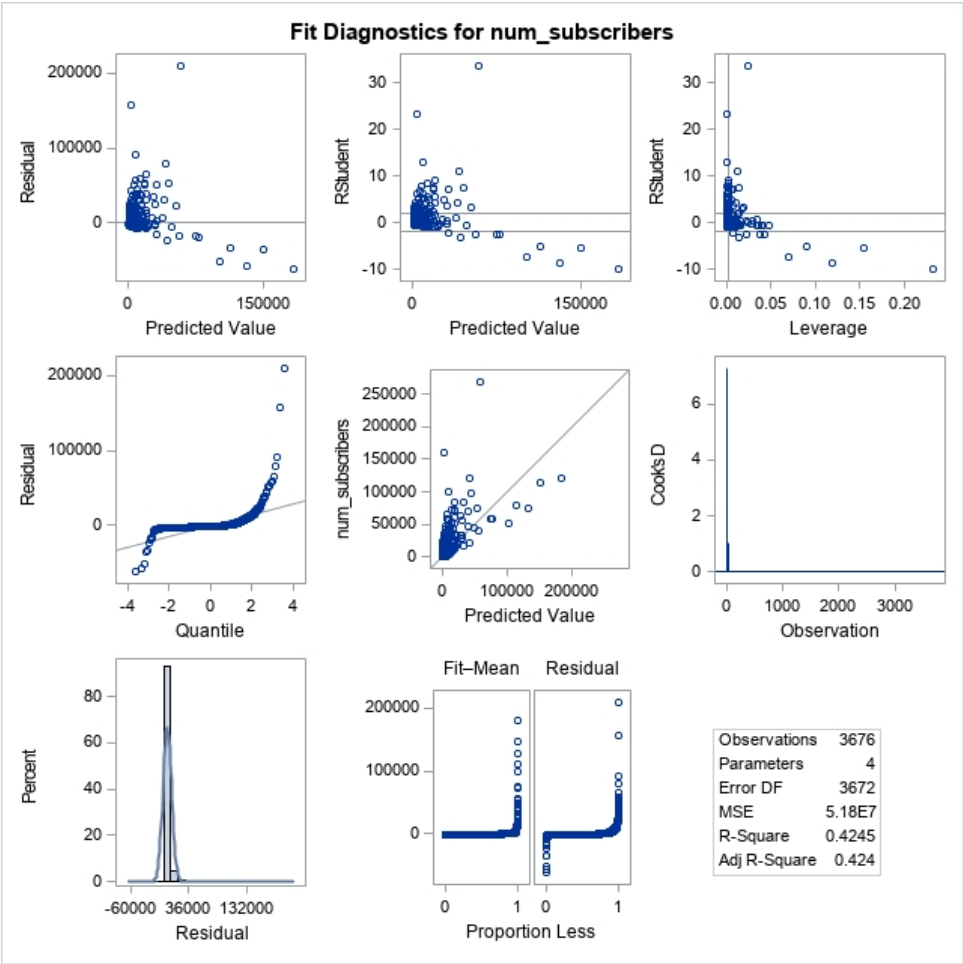 Fit Diagnostics for num_subscribers
200000
100000
0
Residual
0
150000
Predicted Value
30
20
10
0
-10
RStudent
0
150000
Predicted Value
30
20
10
0
-10
RStudent
0.00 0.05 0.10 0.15 0.20
Leverage
200000
100000
0
Residual
-4 -2 0 2 4
Quantile
250000
200000
150000
100000
50000
0
num_subscribers
0 100000 200000
Predicted Value
6
4
2
0
Cook's D
0 1000 2000 3000
Observation
80
60
40
20
0
Percent
-60000 36000 132000
Residual
Fit–Mean Residual
200000
100000
0
0 1 0 1
Proportion Less
Observations 3676
Parameters 4
Error DF 3672
MSE 5.18E7
R-Square 0.4245
Adj R-Square 0.424